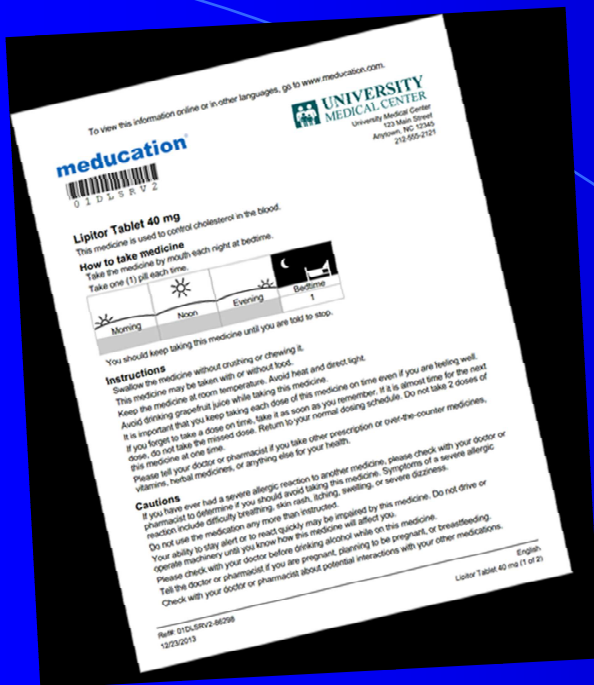 To view this information online or in other languages, go to www.meducation.com.
UNIVERSITY
MEDICAL CENTER
University Medical Center
123 Main Street
Anytown, NC 12345
212-555-2121
meducation®
01DLSRV2
Lipitor Tablet 40 mg
This medicine is used to control cholesterol in the blood.
How to take medicine
Take the medicine by mouth each night at bedtime.
Take one (1) pill each time.
Morning Noon Evening Bedtime
1
You should keep taking this medicine until you are told to stop.
Instructions
Swallow the medicine without crushing or chewing it.
This medicine may be taken with or without food.
Keep the medicine at room temperature. Avoid heat and direct light.
Avoid drinking grapefruit juice while taking this medicine.
It is important that you keep taking each dose of this medicine on time even if you are feeling well.
If you forget to take a dose on time, take it as soon as you remember. If it is almost time for the next
dose, do not take the missed dose. Return to your normal dosing schedule. Do not take 2 doses of
this medicine at one time.
Please tell your doctor or pharmacist if you take other prescription or over-the-counter medicines,
vitamins, herbal medicines, or anything else for your health.
Cautions
If you have ever had a severe allergic reaction to another medicine, please check with your doctor or
pharmacist to determine if you should avoid taking this medicine. Symptoms of a severe allergic
reaction include difficulty breathing, skin rash, itching, swelling, or severe dizziness.
Do not use the medication any more than instructed.
Your ability to stay alert or to react quickly may be impaired by this medicine. Do not drive or
operate machinery until you know how this medicine will affect you.
Please check with your doctor before drinking alcohol while on this medicine.
Tell the doctor or pharmacist if you are pregnant, planning to be pregnant, or breastfeeding.
Check with your doctor or pharmacist about potential interactions with your other medications.
Ref#: 01DLSRV2-86298
12/23/2013
English
Lipitor Tablet 40 mg (1 of 2)